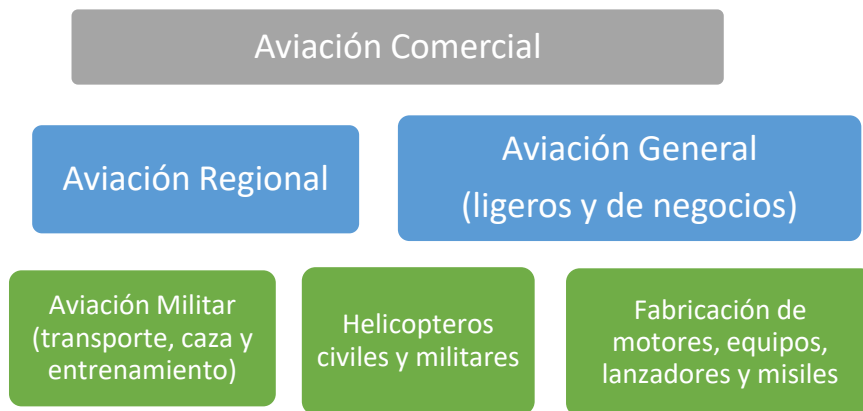 Aviación Comercial
Aviación Regional
Aviación General
(ligeros y de negocios)
Aviación Militar
(transporte, caza y
entrenamiento)
Helicopteros
civiles y militares
Fabricación de
motores, equipos,
lanzadores y misiles